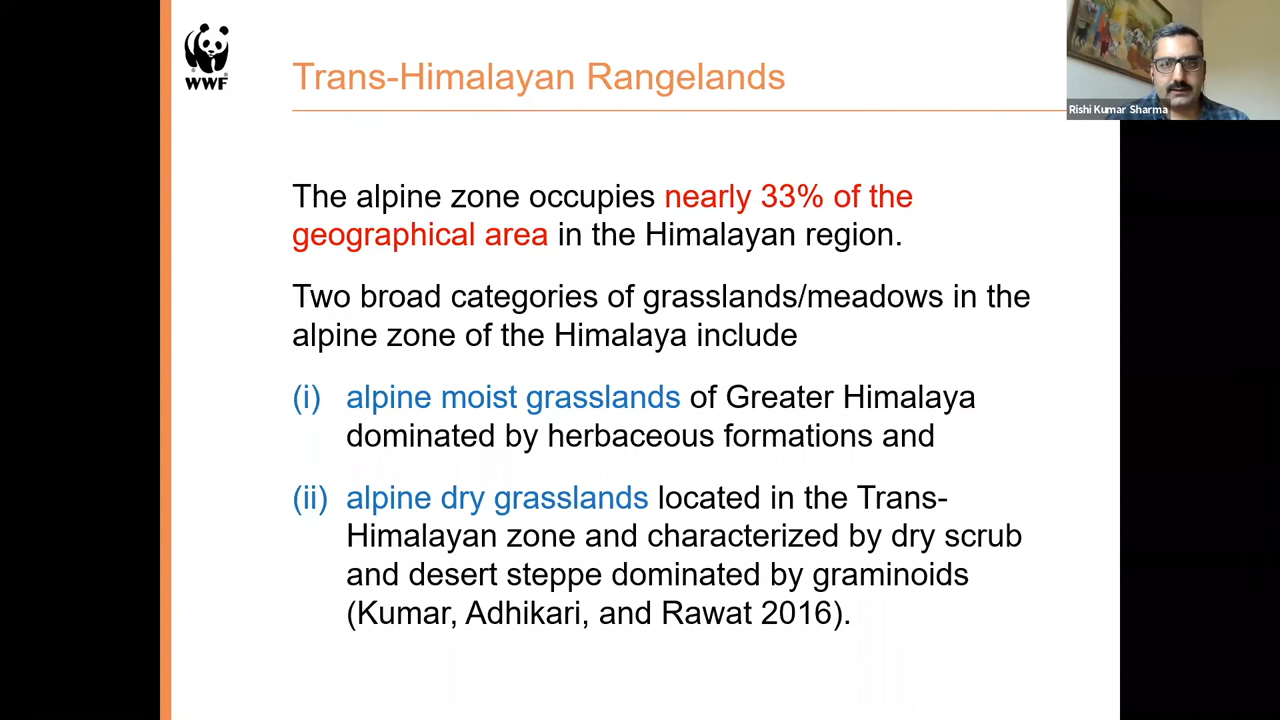 WWF
Trans-Himalayan Rangelands
Rishi Kumar Sharma
The alpine zone occupies nearly 33% of the
geographical area in the Himalayan region.
Two broad categories of grasslands/meadows in the
alpine zone of the Himalaya include
(i) alpine moist grasslands of Greater Himalaya
dominated by herbaceous formations and
(ii) alpine dry grasslands located in the Trans-
Himalayan zone and characterized by dry scrub
and desert steppe dominated by graminoids
(Kumar, Adhikari, and Rawat 2016).